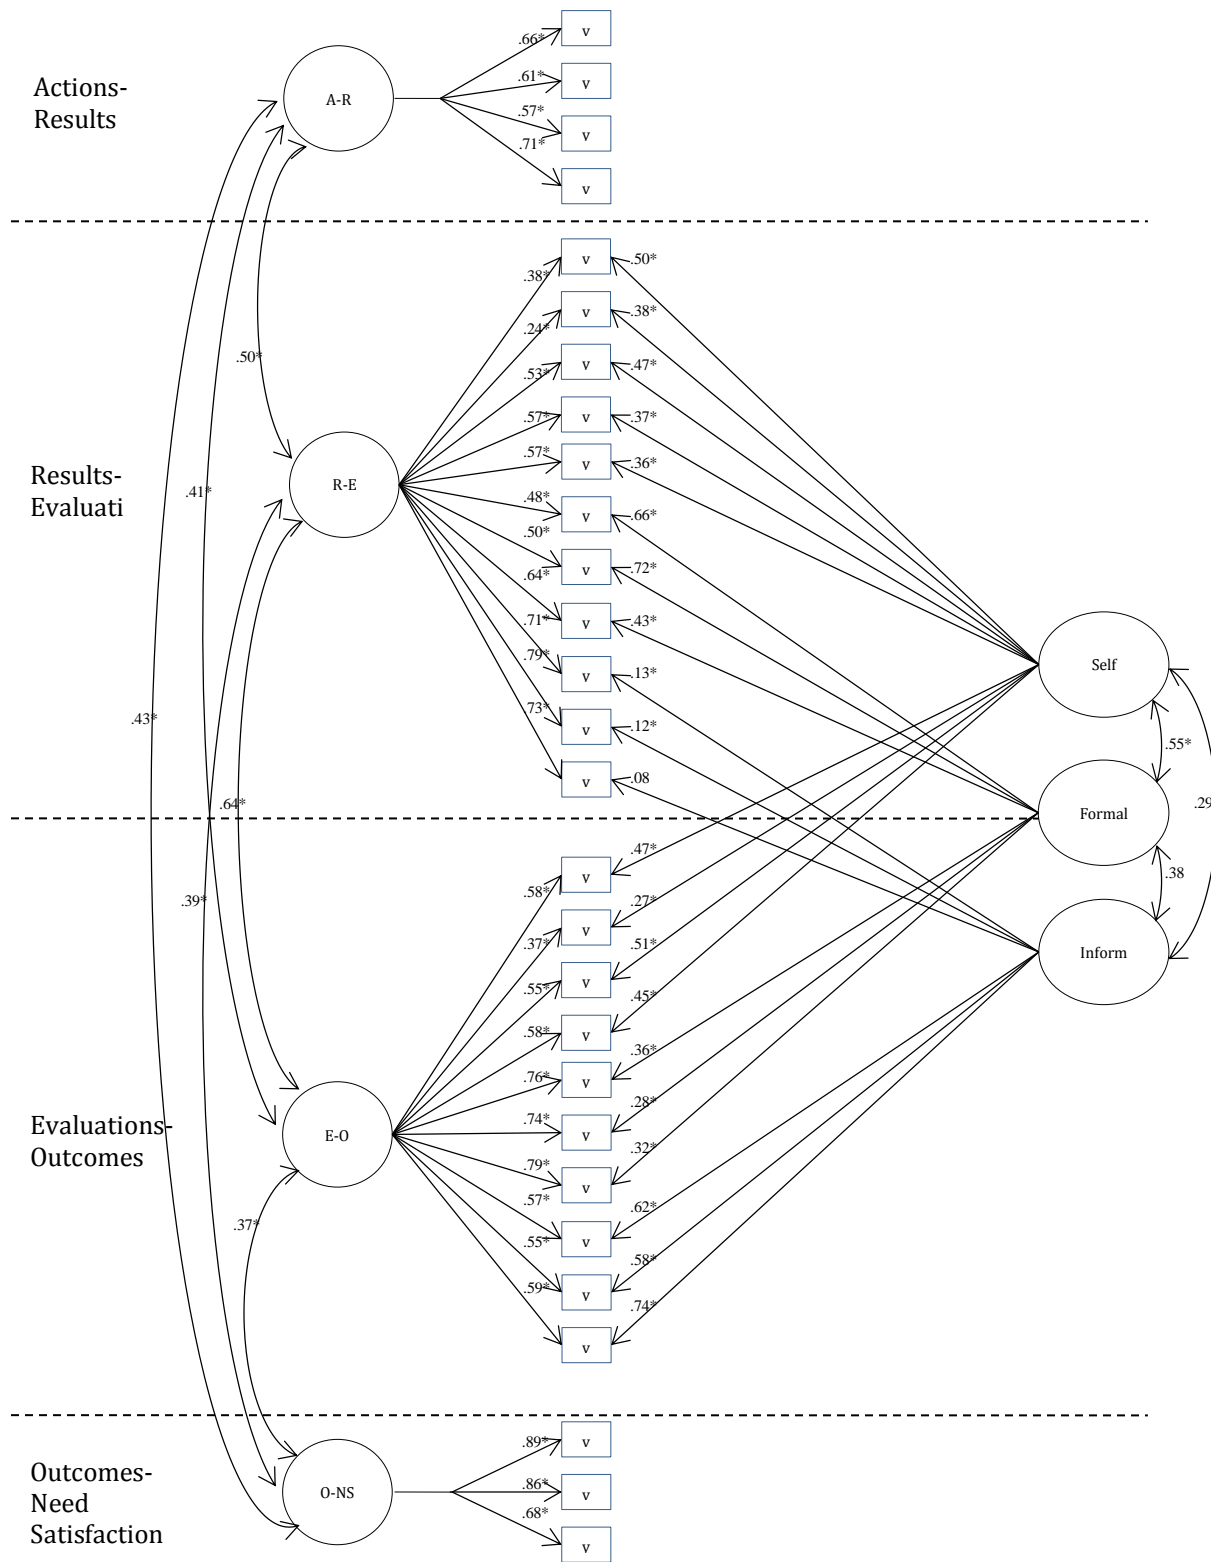 Actions-
Results
A-R
.66*
.61*
.57*
.71*
v
v
v
v
Results-
Evaluati
R-E
.50*
.41*
.43*
.64*
.39*
.37*
.38*
.24*
.53*
.57*
.57*
.48*
.50*
.64*
.71*
.79*
.73*
v
v
v
v
v
v
v
v
v
v
v
.50*
.38*
.47*
.37*
.36*
.66*
.72*
.43*
.13*
.12*
.08
Self
Formal
Inform
.55*
.38
.29
Evaluations-
Outcomes
E-O
.58*
.37*
.55*
.58*
.76*
.74*
.79*
.57*
.55*
.59*
v
v
v
v
v
v
v
v
v
v
.47*
.27*
.51*
.45*
.36*
.28*
.32*
.62*
.58*
.74*
Outcomes-
Need
Satisfaction
O-NS
.89*
.86*
.68*
v
v
v